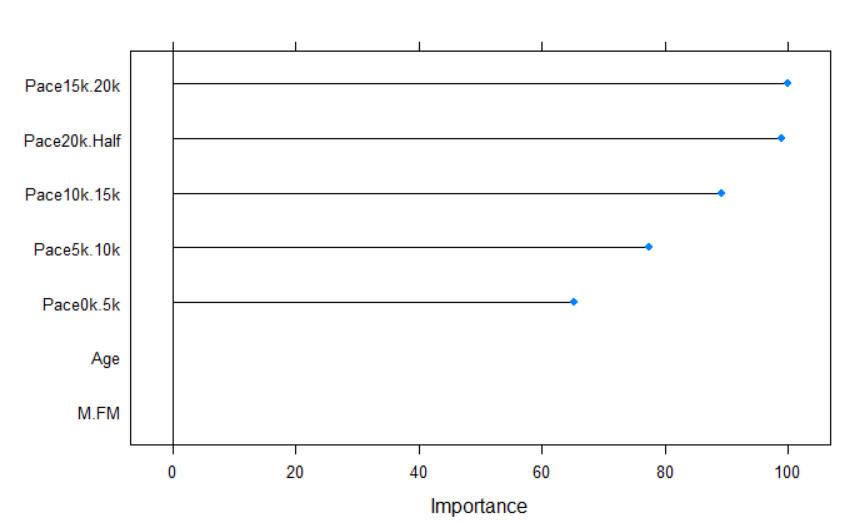 Pace15k.20k
Pace20k.Half
Pace10k.15k
Pace5k.10k
Pace0k.5k
Age
M.FM
0 20 40 60 80 100
Importance